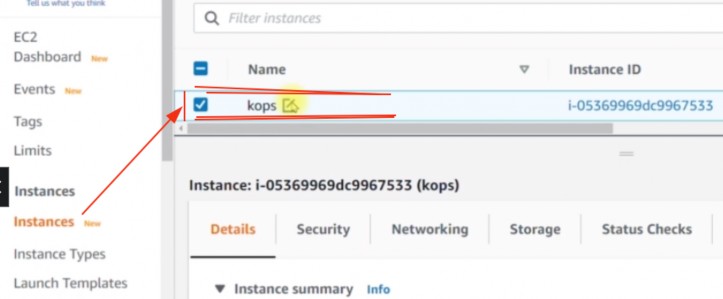 Tell us what you think
EC2
Dashboard New
Events New
Tags
Limits
Instances
Instances New
Instance Types
Launch Templates
Filter instances
Name Instance ID
kops i-05369969dc9967533
Instance: i-05369969dc9967533 (kops)
Details Security Networking Storage Status Checks
Instance summary Info